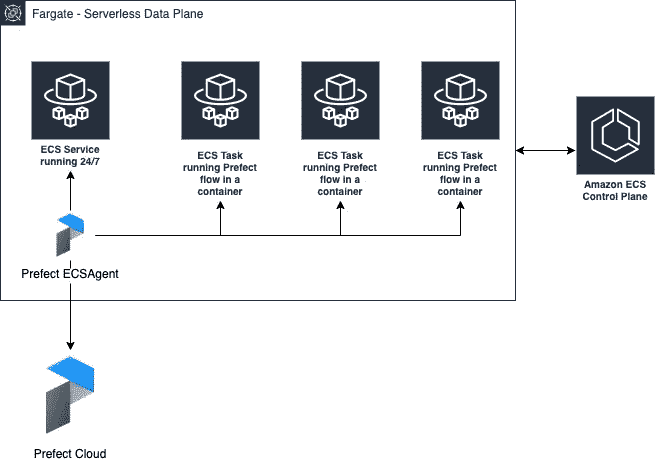 Fargate - Serverless Data Plane
ECS Service
running 24/7
ECS Task
running Prefect
flow in a
container
ECS Task
running Prefect
flow in a
container
ECS Task
running Prefect
flow in a
container
Amazon ECS
Control Plane
Prefect ECSAgent
Prefect Cloud